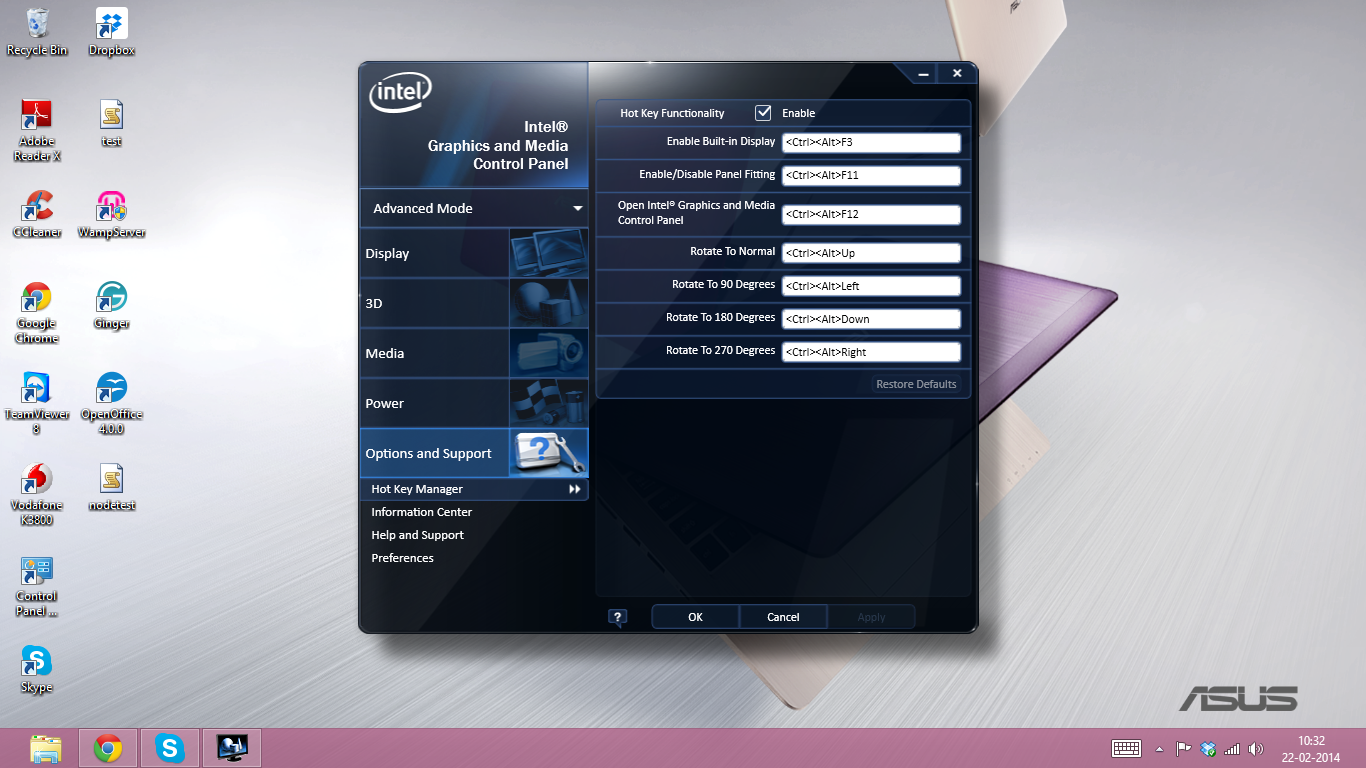 Recycle Bin
Dropbox
Adobe
Reader X
test
CCleaner
WampServer
Google
Chrome
Ginger
TeamViewer
8
OpenOffice
4.0.0
Vodafone
K3800
nodetest
Control
Panel ...
Skype
intel
Intel®
Graphics and Media
Control Panel
Advanced Mode
Display
3D
Media
Power
Options and Support
Hot Key Manager
Information Center
Help and Support
Preferences
Hot Key Functionality Enable
Enable Built-in Display <Ctrl><Alt>F3
Enable/Disable Panel Fitting <Ctrl><Alt>F11
Open Intel® Graphics and Media
Control Panel <Ctrl><Alt>F12
Rotate To Normal <Ctrl><Alt>Up
Rotate To 90 Degrees <Ctrl><Alt>Left
Rotate To 180 Degrees <Ctrl><Alt>Down
Rotate To 270 Degrees <Ctrl><Alt>Right
Restore Defaults
? OK Cancel Apply
ASUS
ASUS
10:32
22-02-2014